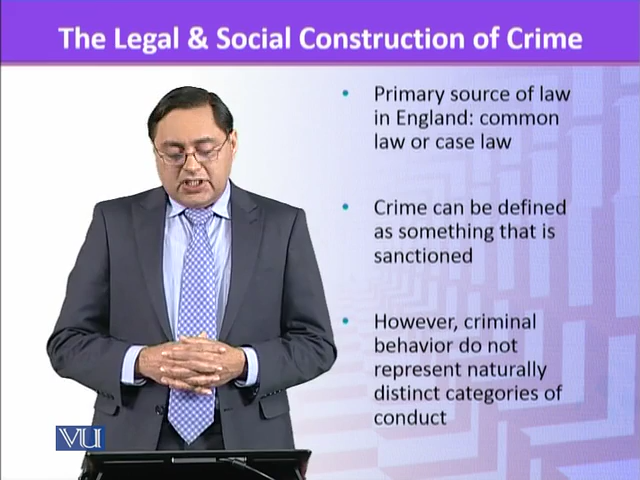 The Legal & Social Construction of Crime
• Primary source of law
in England: common
law or case law
• Crime can be defined
as something that is
sanctioned
• However, criminal
behavior do not
represent naturally
distinct categories of
conduct
VU